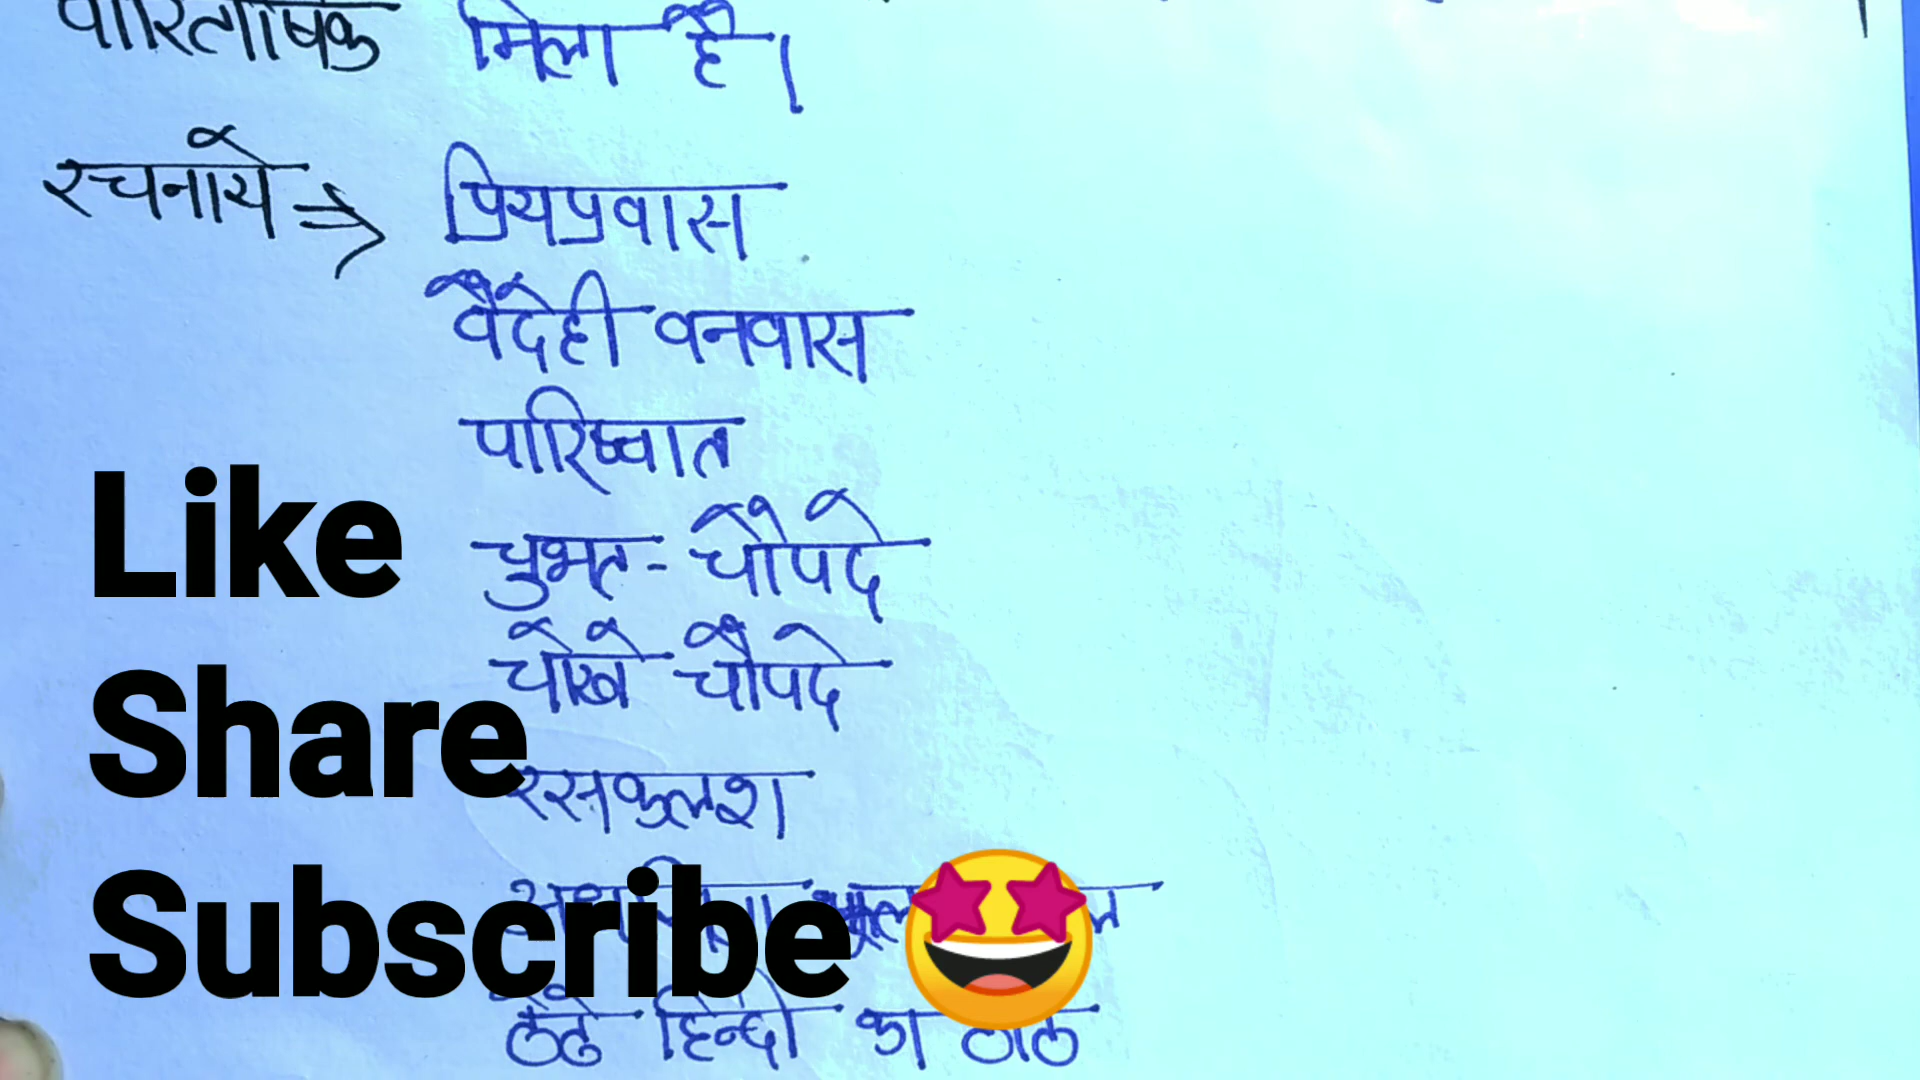 पारितोषिक मिला है।
रचनाये ⇒ प्रियप्रवास
वैदेही वनवास
पारिष्वात
चुभत - चौपदे
चोखे चौपदे
रसकलश
ठेठ हिन्दी का ठाठ
Like
Share
Subscribe